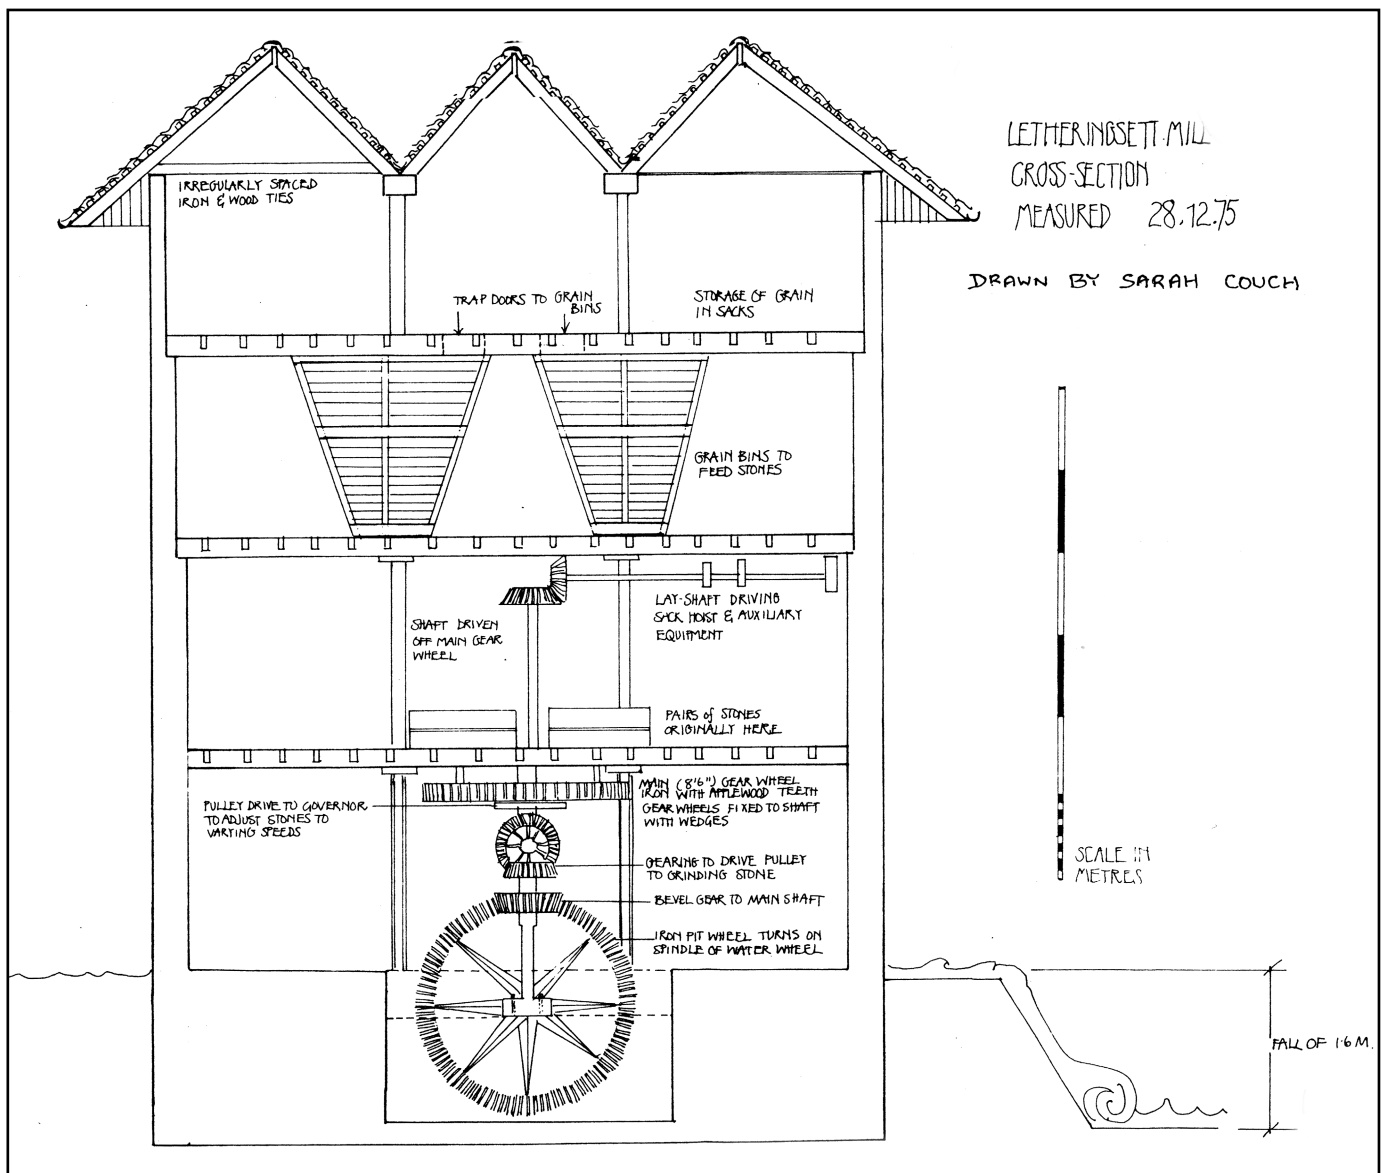 LETHERINGSETT MILL
CROSS-SECTION
MEASURED 28.12.75
DRAWN BY SARAH COUCH
IRREGULARLY SPACED
IRON & WOOD TIES
TRAP DOORS TO GRAIN
BINS
STORAGE OF GRAIN
IN SACKS
GRAIN BINS TO
FEED STONES
LAY-SHAFT DRIVING
SACK HOIST & AUXILIARY
EQUIPMENT
SHAFT DRIVEN
OFF MAIN GEAR
WHEEL
PAIRS of STONES
ORIGINALLY HERE
MAIN (8'6") GEAR WHEEL
IRON WITH APPLEWOOD TEETH
GEAR WHEELS FIXED TO SHAFT
WITH WEDGES
PULLEY DRIVE TO GOVERNOR
TO ADJUST STONES TO
VARYING SPEEDS
GEARING TO DRIVE PULLEY
TO GRINDING STONE
BEVEL GEAR TO MAIN SHAFT
IRON PIT WHEEL TURNS ON
SPINDLE OF WATER WHEEL
SCALE IN
METRES
FALL OF 1·6 M.